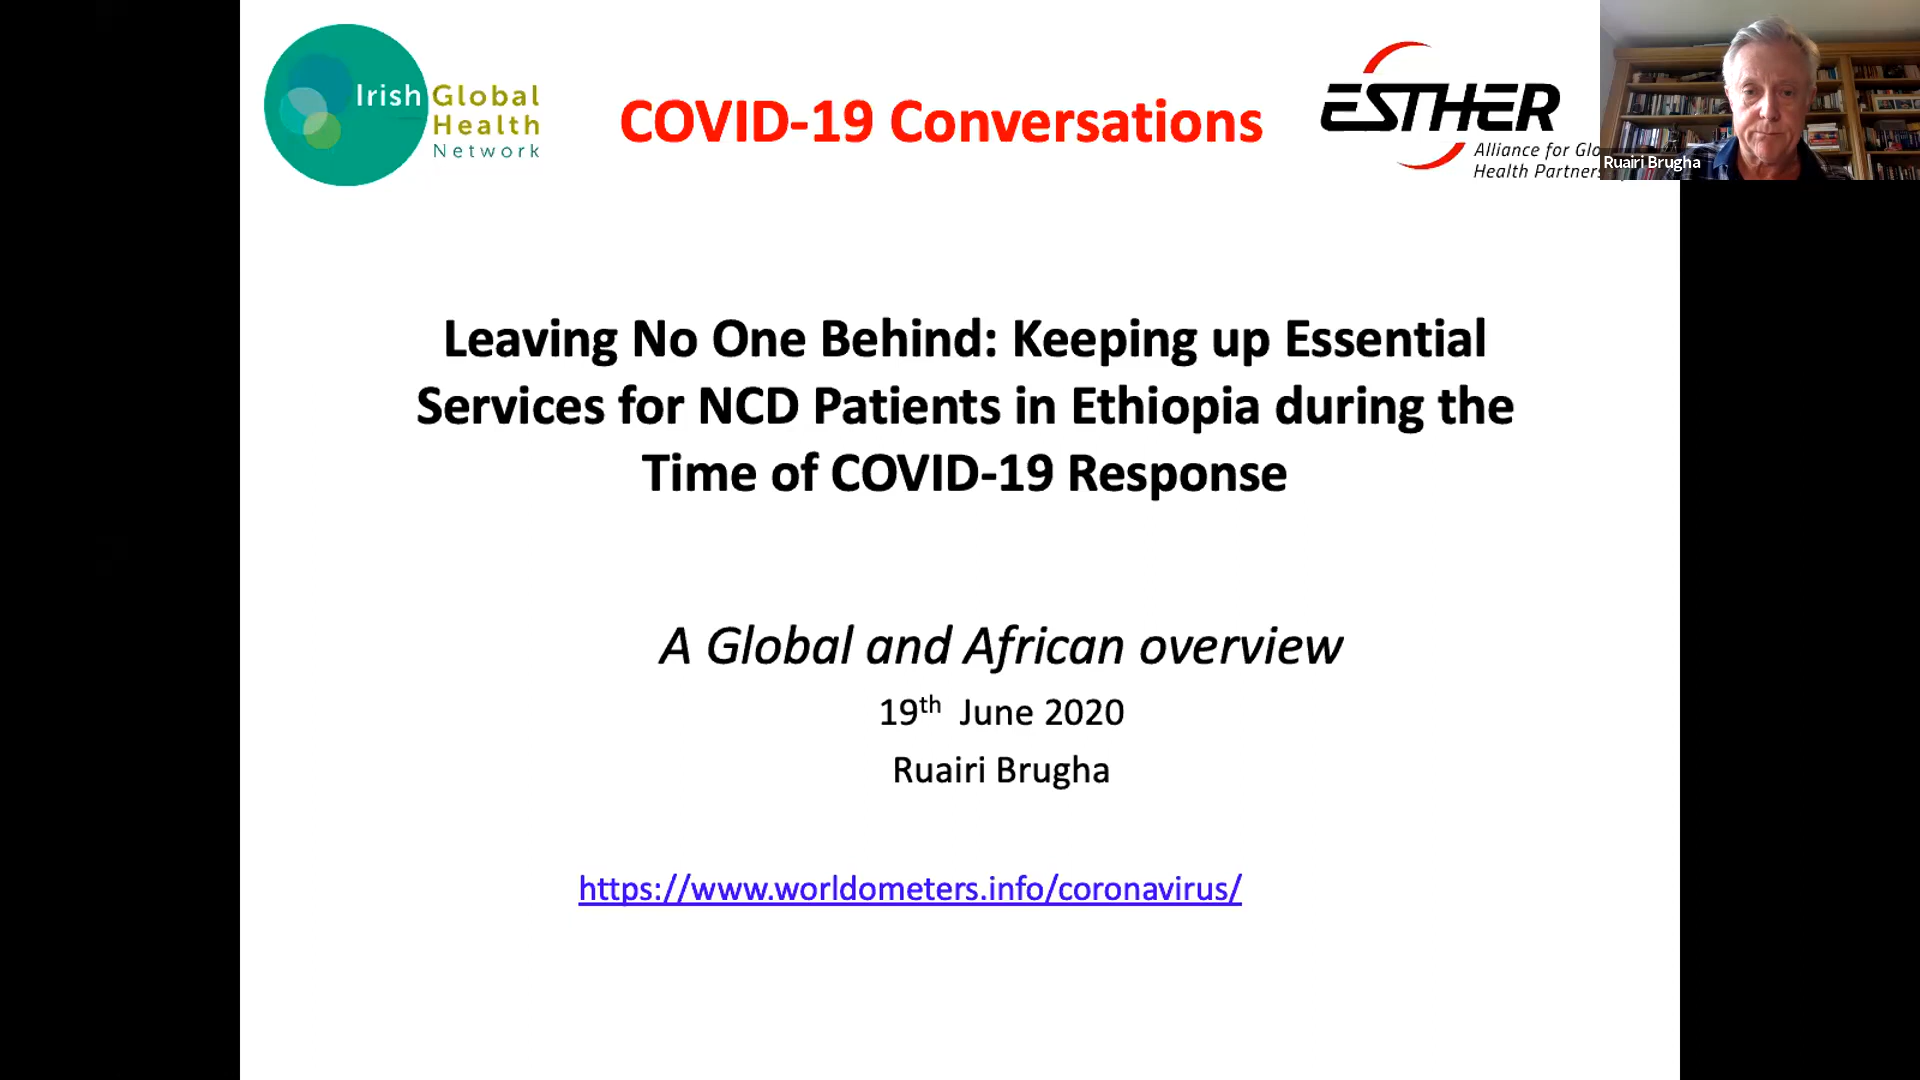 Irish Global
Health
Network
COVID-19 Conversations
ESTHER
Alliance for Glo
Health Partners
Ruairi Brugha
Leaving No One Behind: Keeping up Essential
Services for NCD Patients in Ethiopia during the
Time of COVID-19 Response
A Global and African overview
19th June 2020
Ruairi Brugha
https://www.worldometers.info/coronavirus/